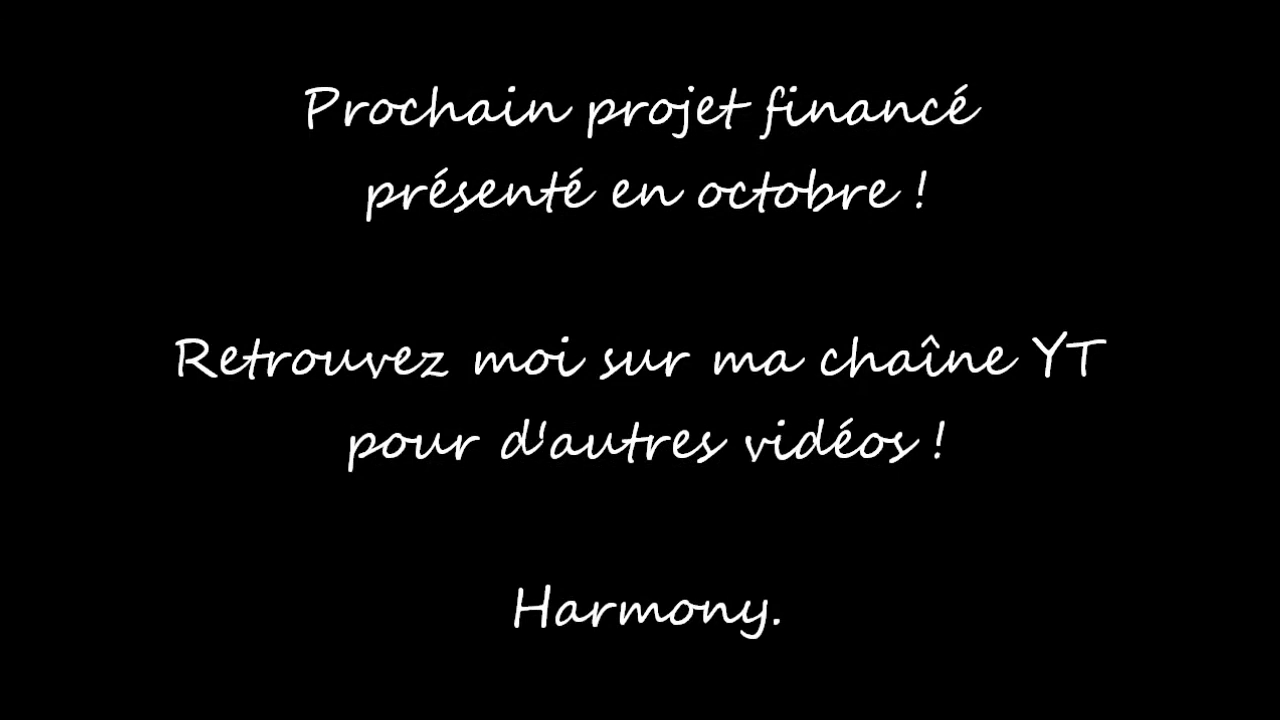 Prochain projet financé
présenté en octobre !
Retrouvez moi sur ma chaîne YT
pour d'autres vidéos !
Harmony.